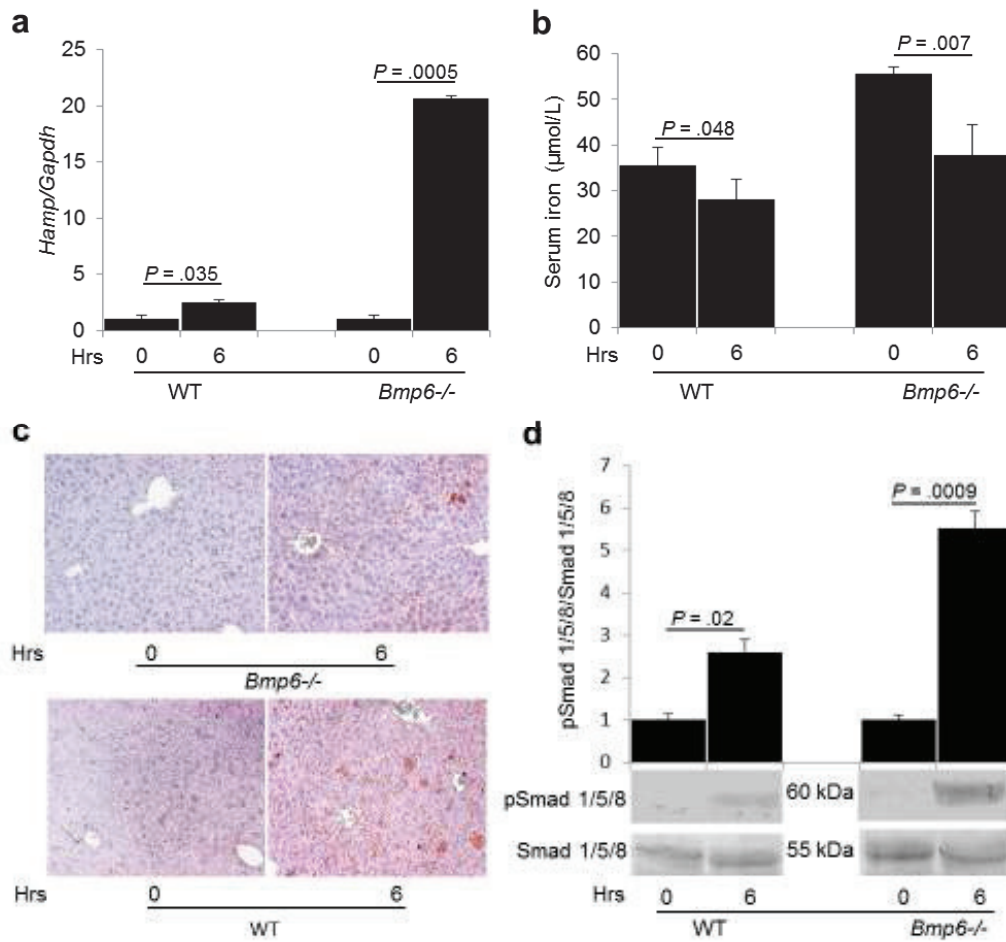 a
25
20
15
10
5
0
Hamp/Gapdh
P = .035
P = .0005
Hrs 0 6 0 6
WT Bmp6-/-
b
60
50
40
30
20
10
0
Serum iron (µmol/L)
P = .048
P = .007
Hrs 0 6 0 6
WT Bmp6-/-
c
Hrs 0 6
Bmp6-/-
Hrs 0 6
WT
d
7
6
5
4
3
2
1
0
pSmad 1/5/8/Smad 1/5/8
P = .02
P = .0009
pSmad 1/5/8 60 kDa
Smad 1/5/8 55 kDa
Hrs 0 6 0 6
WT Bmp6-/-